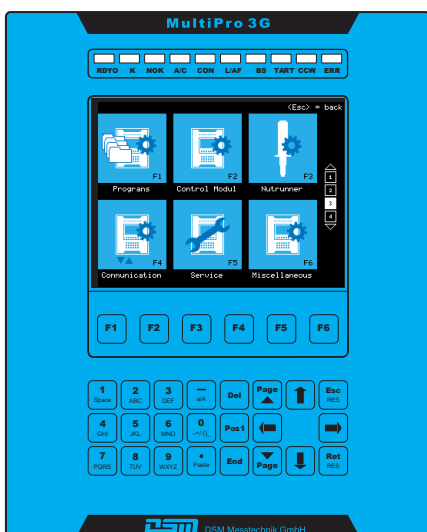 MultiPro 3G
RDYO K NOK A/C CON L/AF BS TART CCW ERR
<Esc> = back
F1 F2 F3
Programs Control Modul Nutrunner
1
2
3
4
F4 F5 F6
Connunication Service Miscellaneous
F1 F2 F3 F4 F5 F6
1 2 3 — Del Page Esc
Space ABC DEF a/A RES
4 5 6 0 Pos1
GHI JKL MNO .-+/-()_
7 8 9 • End Page Ret
PQRS TUV WXYZ Paste RES
DSM DSM Messtechnik GmbH